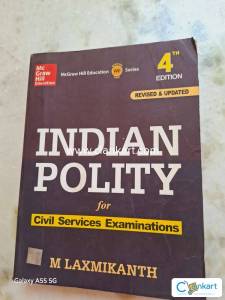 Mc
Graw
Hill
Education
McGraw Hill Education
Series
4TH
EDITION
REVISED & UPDATED
INDIAN
POLITY
for
Civil Services Examinations
M LAXMIKANTH
Galaxy A55 5G
Clankart